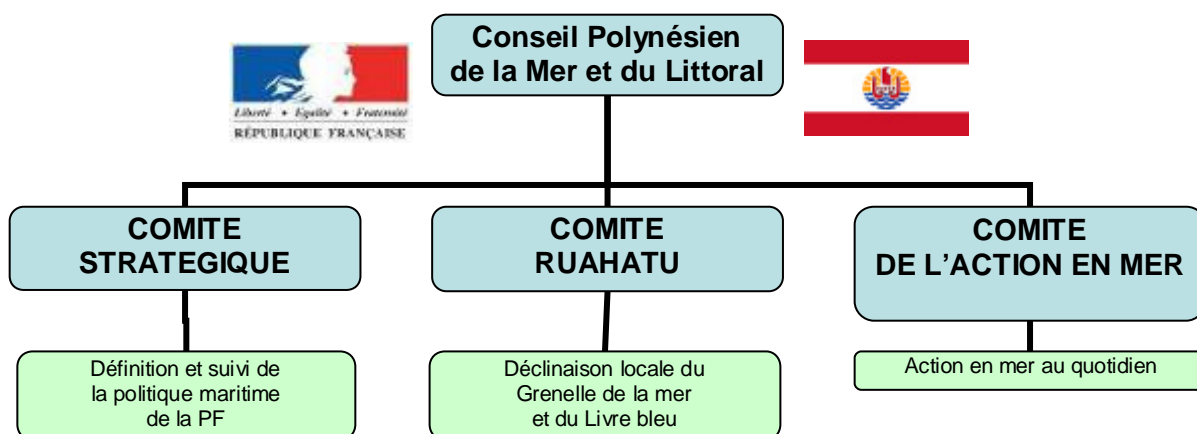 Conseil Polynésien
de la Mer et du Littoral
Liberté • Egalité • Fraternité
RÉPUBLIQUE FRANÇAISE
COMITE
STRATEGIQUE
COMITE
RUAHATU
COMITE
DE L'ACTION EN MER
Définition et suivi de
la politique maritime
de la PF
Déclinaison locale du
Grenelle de la mer
et du Livre bleu
Action en mer au quotidien